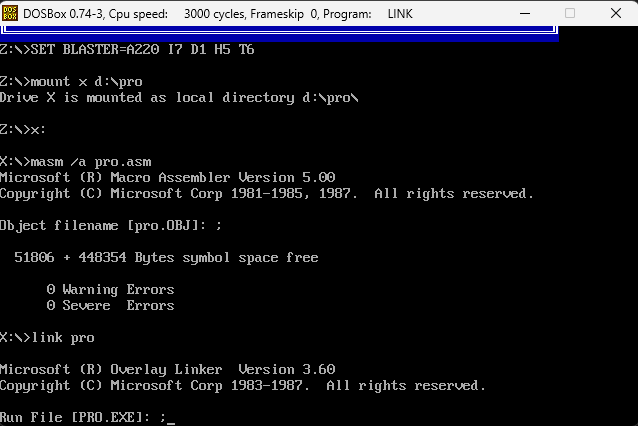 DOSBox 0.74-3, Cpu speed: 3000 cycles, Frameskip 0, Program: LINK
Z:\>SET BLASTER=A220 I7 D1 H5 T6
Z:\>mount x d:\pro
Drive X is mounted as local directory d:\pro\
Z:\>x:
X:\>masm /a pro.asm
Microsoft (R) Macro Assembler Version 5.00
Copyright (C) Microsoft Corp 1981-1985, 1987.  All rights reserved.
Object filename [pro.OBJ]: ;
51806 + 448354 Bytes symbol space free
0 Warning Errors
0 Severe  Errors
X:\>link pro
Microsoft (R) Overlay Linker  Version 3.60
Copyright (C) Microsoft Corp 1983-1987.  All rights reserved.
Run File [PRO.EXE]: ;_